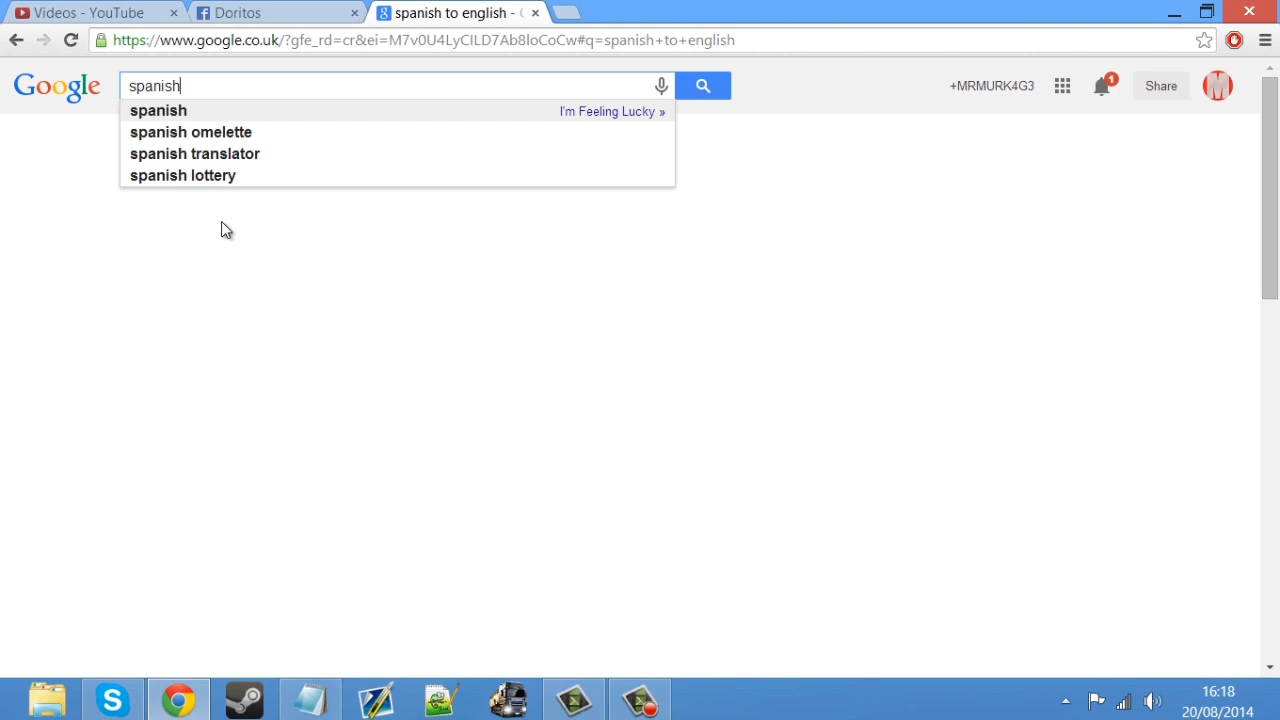 Videos - YouTube
Doritos
spanish to english - G
https://www.google.co.uk/?gfe_rd=cr&ei=M7v0U4LyCILD7Ab8loCoCw#q=spanish+to+english
Google
spanish
+MRMURK4G3
1
Share
spanish
I'm Feeling Lucky »
spanish omelette
spanish translator
spanish lottery
16:18
20/08/2014